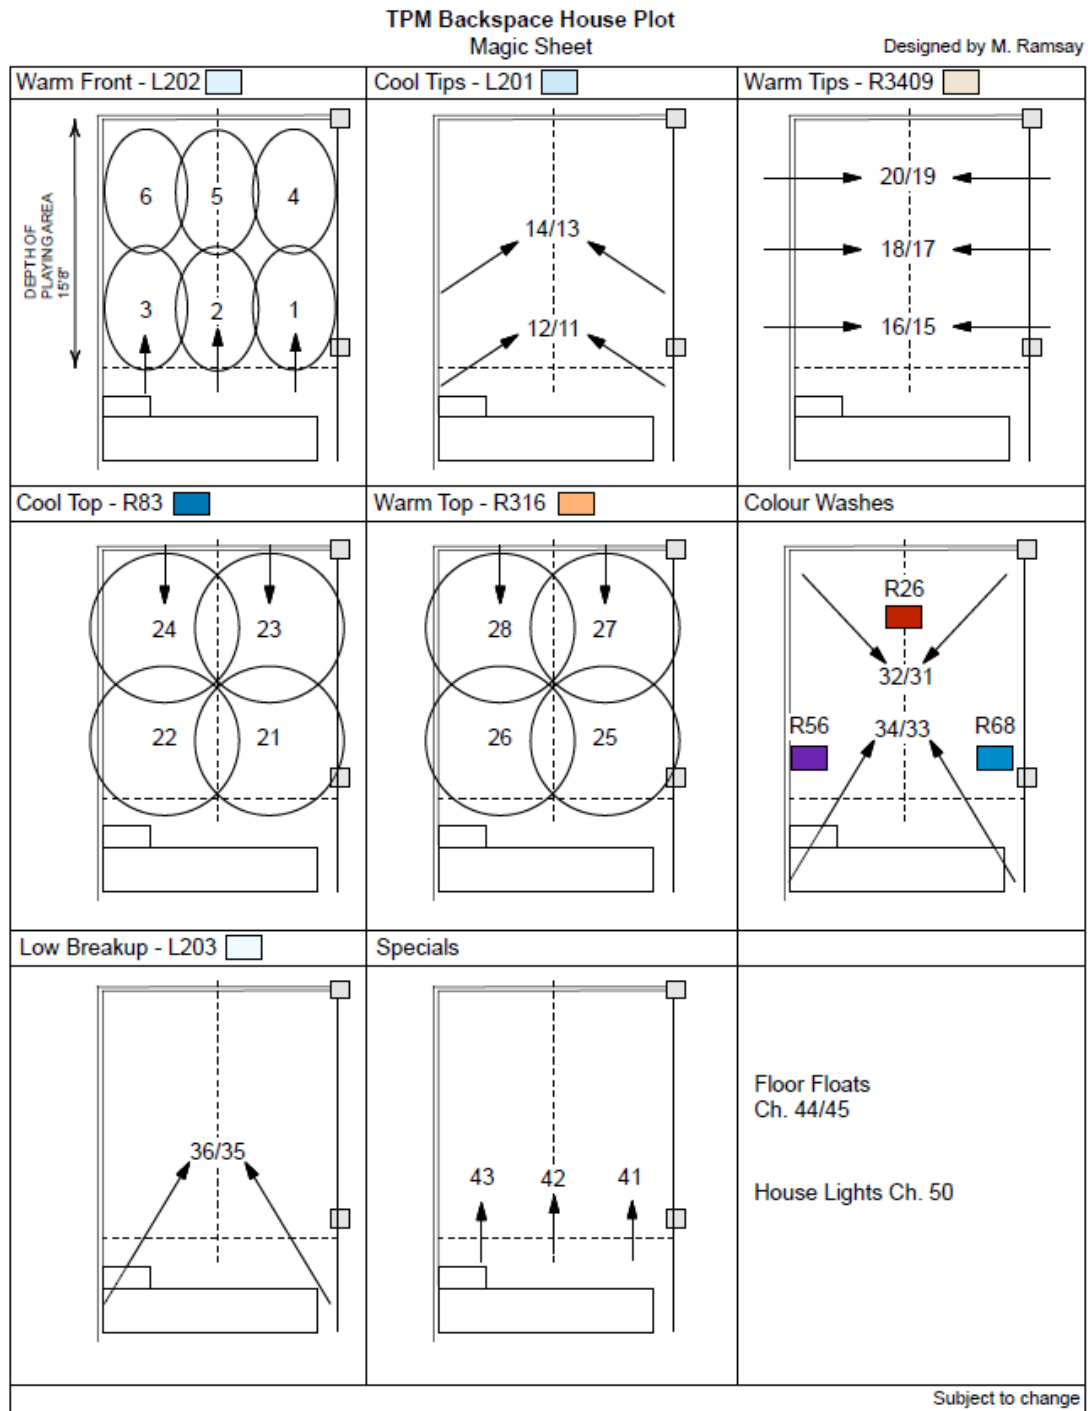 TPM Backspace House Plot
Magic Sheet
Designed by M. Ramsay
Warm Front - L202
Cool Tips - L201
Warm Tips - R3409
DEPTH OF
PLAYING AREA
15'8"
6 5 4
3 2 1
14/13
12/11
20/19
18/17
16/15
Cool Top - R83
Warm Top - R316
Colour Washes
24 23
22 21
28 27
26 25
R26
32/31
R56 34/33 R68
Low Breakup - L203
Specials
36/35
43 42 41
Floor Floats
Ch. 44/45
House Lights Ch. 50
Subject to change